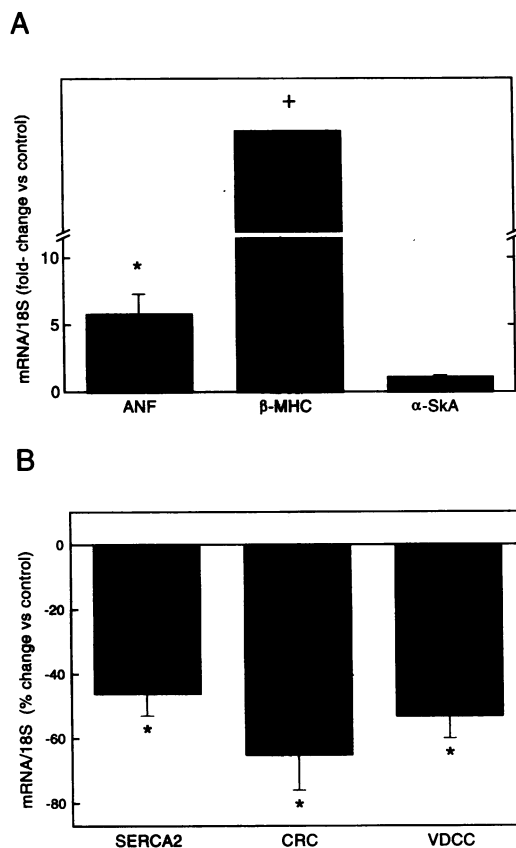 A
+
mRNA/18S (fold- change vs control)
10
*
5
0
ANF β-MHC α-SkA
B
mRNA/18S (% change vs control)
0
-20
-40
-60
-80
* * *
SERCA2 CRC VDCC